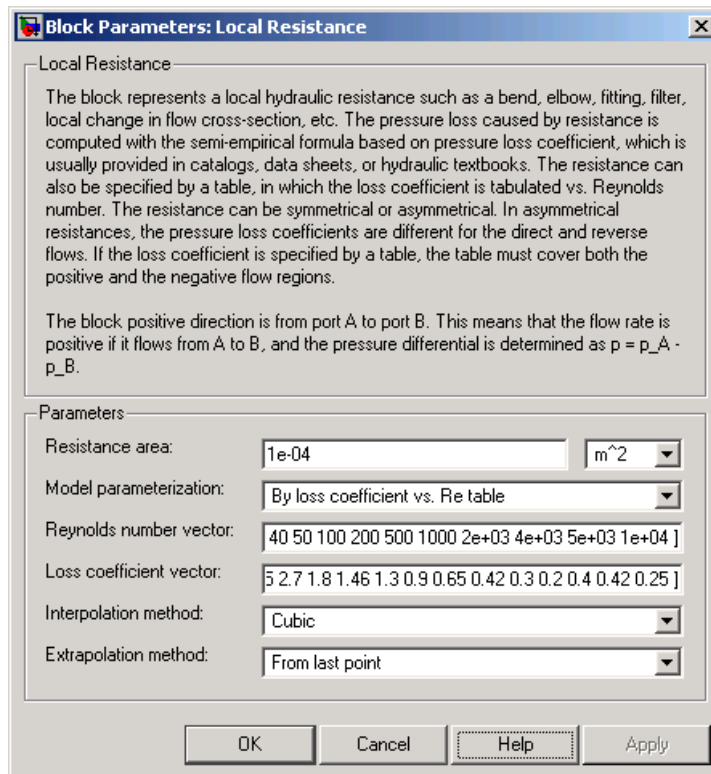 Block Parameters: Local Resistance
Local Resistance
The block represents a local hydraulic resistance such as a bend, elbow, fitting, filter,
local change in flow cross-section, etc. The pressure loss caused by resistance is
computed with the semi-empirical formula based on pressure loss coefficient, which is
usually provided in catalogs, data sheets, or hydraulic textbooks. The resistance can
also be specified by a table, in which the loss coefficient is tabulated vs. Reynolds
number. The resistance can be symmetrical or asymmetrical. In asymmetrical
resistances, the pressure loss coefficients are different for the direct and reverse
flows. If the loss coefficient is specified by a table, the table must cover both the
positive and the negative flow regions.
The block positive direction is from port A to port B. This means that the flow rate is
positive if it flows from A to B, and the pressure differential is determined as p = p_A -
p_B.
Parameters
Resistance area: 1e-04 m^2
Model parameterization: By loss coefficient vs. Re table
Reynolds number vector: 40 50 100 200 500 1000 2e+03 4e+03 5e+03 1e+04 ]
Loss coefficient vector: 5 2.7 1.8 1.46 1.3 0.9 0.65 0.42 0.3 0.2 0.4 0.42 0.25 ]
Interpolation method: Cubic
Extrapolation method: From last point
OK Cancel Help Apply